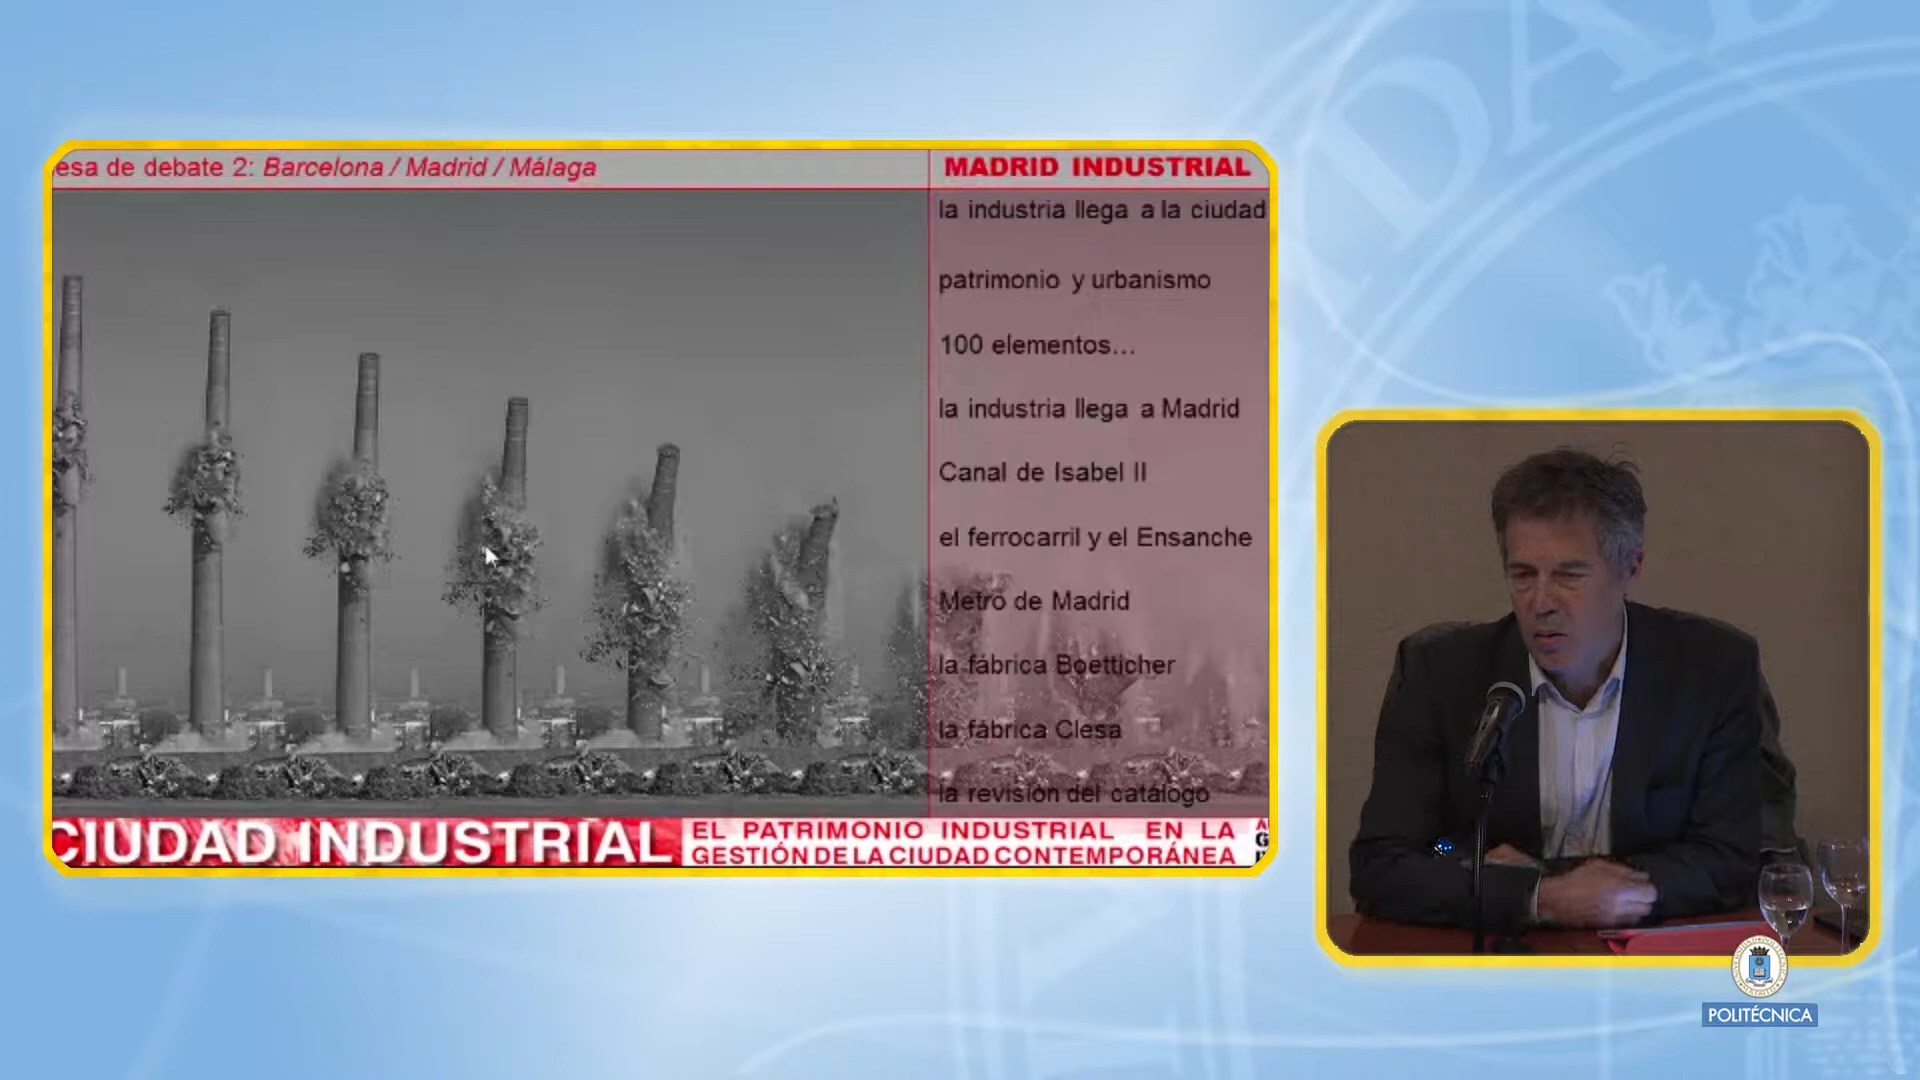 esa de debate 2: Barcelona / Madrid / Málaga
MADRID INDUSTRIAL
la industria llega a la ciudad
patrimonio y urbanismo
100 elementos...
la industria llega a Madrid
Canal de Isabel II
el ferrocarril y el Ensanche
Metro de Madrid
la fábrica Boetticher
la fábrica Clesa
la revisión del catálogo
CIUDAD INDUSTRIAL
EL PATRIMONIO INDUSTRIAL EN LA
GESTIÓN DE LA CIUDAD CONTEMPORÁNEA
POLITÉCNICA